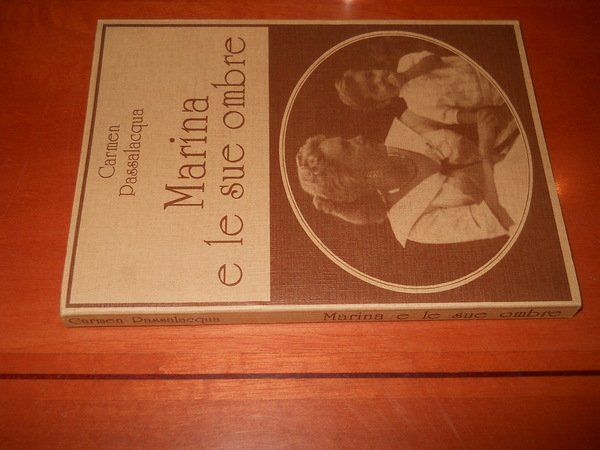 Carmen
Passalacqua
Marina
e le sue ombre
Carmen Passalacqua Marina e le sue ombre